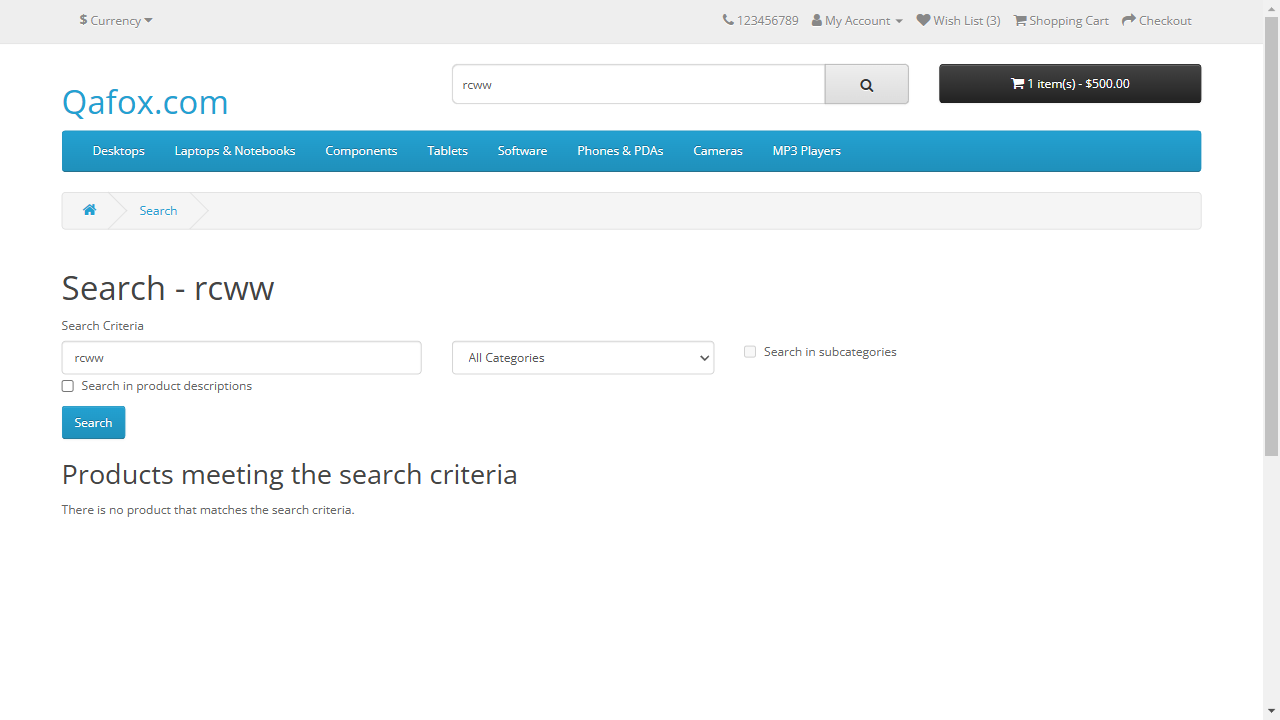 $ Currency
123456789 My Account Wish List (3) Shopping Cart Checkout
Qafox.com
rcww
1 item(s) - $500.00
Desktops Laptops & Notebooks Components Tablets Software Phones & PDAs Cameras MP3 Players
Search
Search - rcww
Search Criteria
rcww All Categories Search in subcategories
Search in product descriptions
Search
Products meeting the search criteria
There is no product that matches the search criteria.